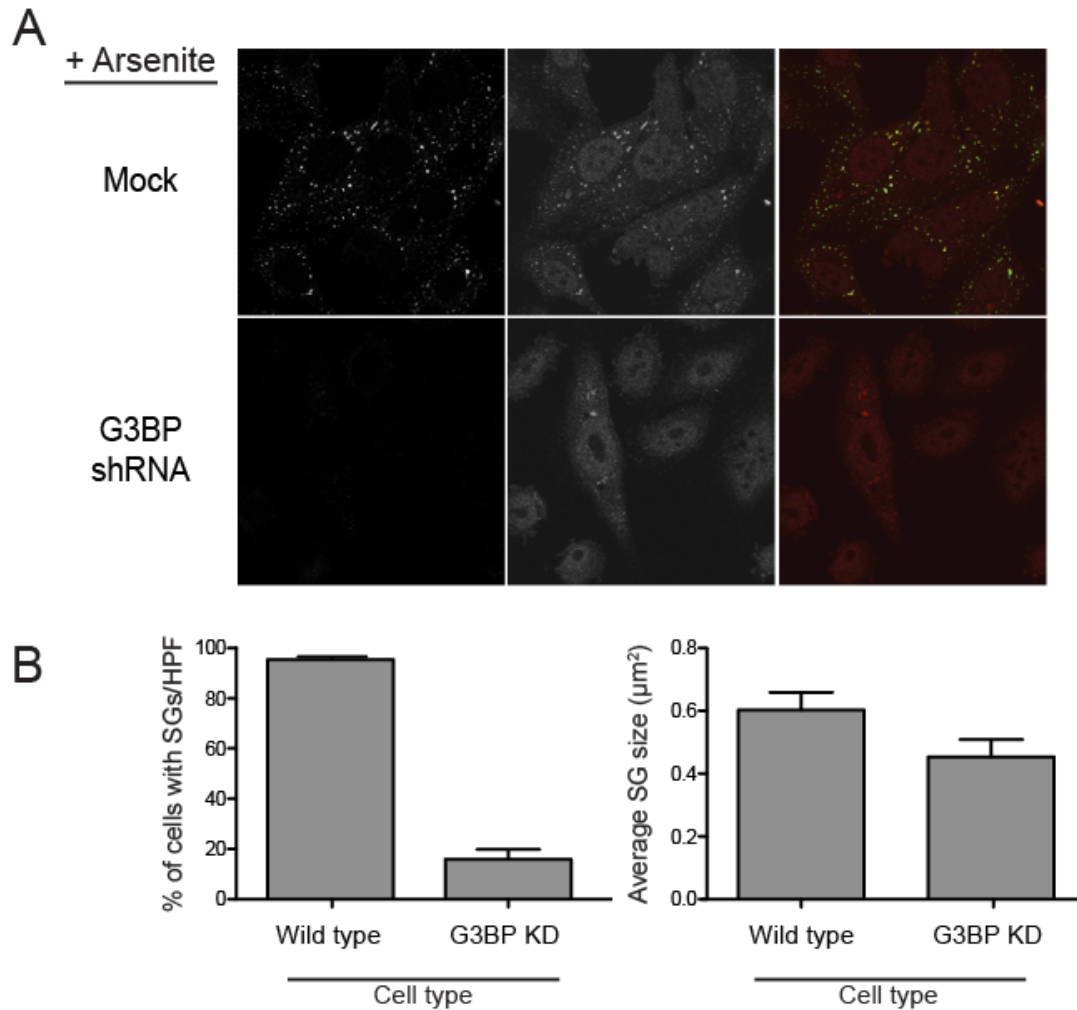 A
+ Arsenite
Mock
G3BP
shRNA
B
% of cells with SGs/HPF
100
80
60
40
20
0
Wild type
G3BP KD
Cell type
Average SG size (µm²)
0.8
0.6
0.4
0.2
0.0
Wild type
G3BP KD
Cell type